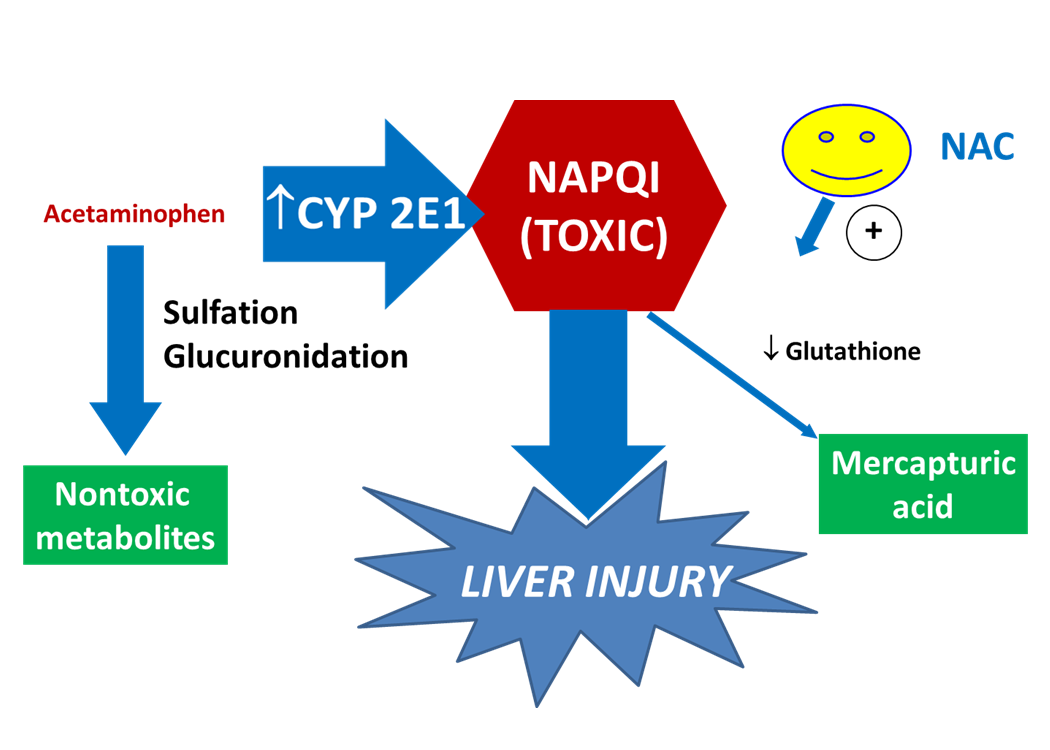 Acetaminophen
↑CYP 2E1
NAPQI
(TOXIC)
NAC
+
Sulfation
Glucuronidation
↓ Glutathione
Nontoxic
metabolites
Mercapturic
acid
LIVER INJURY